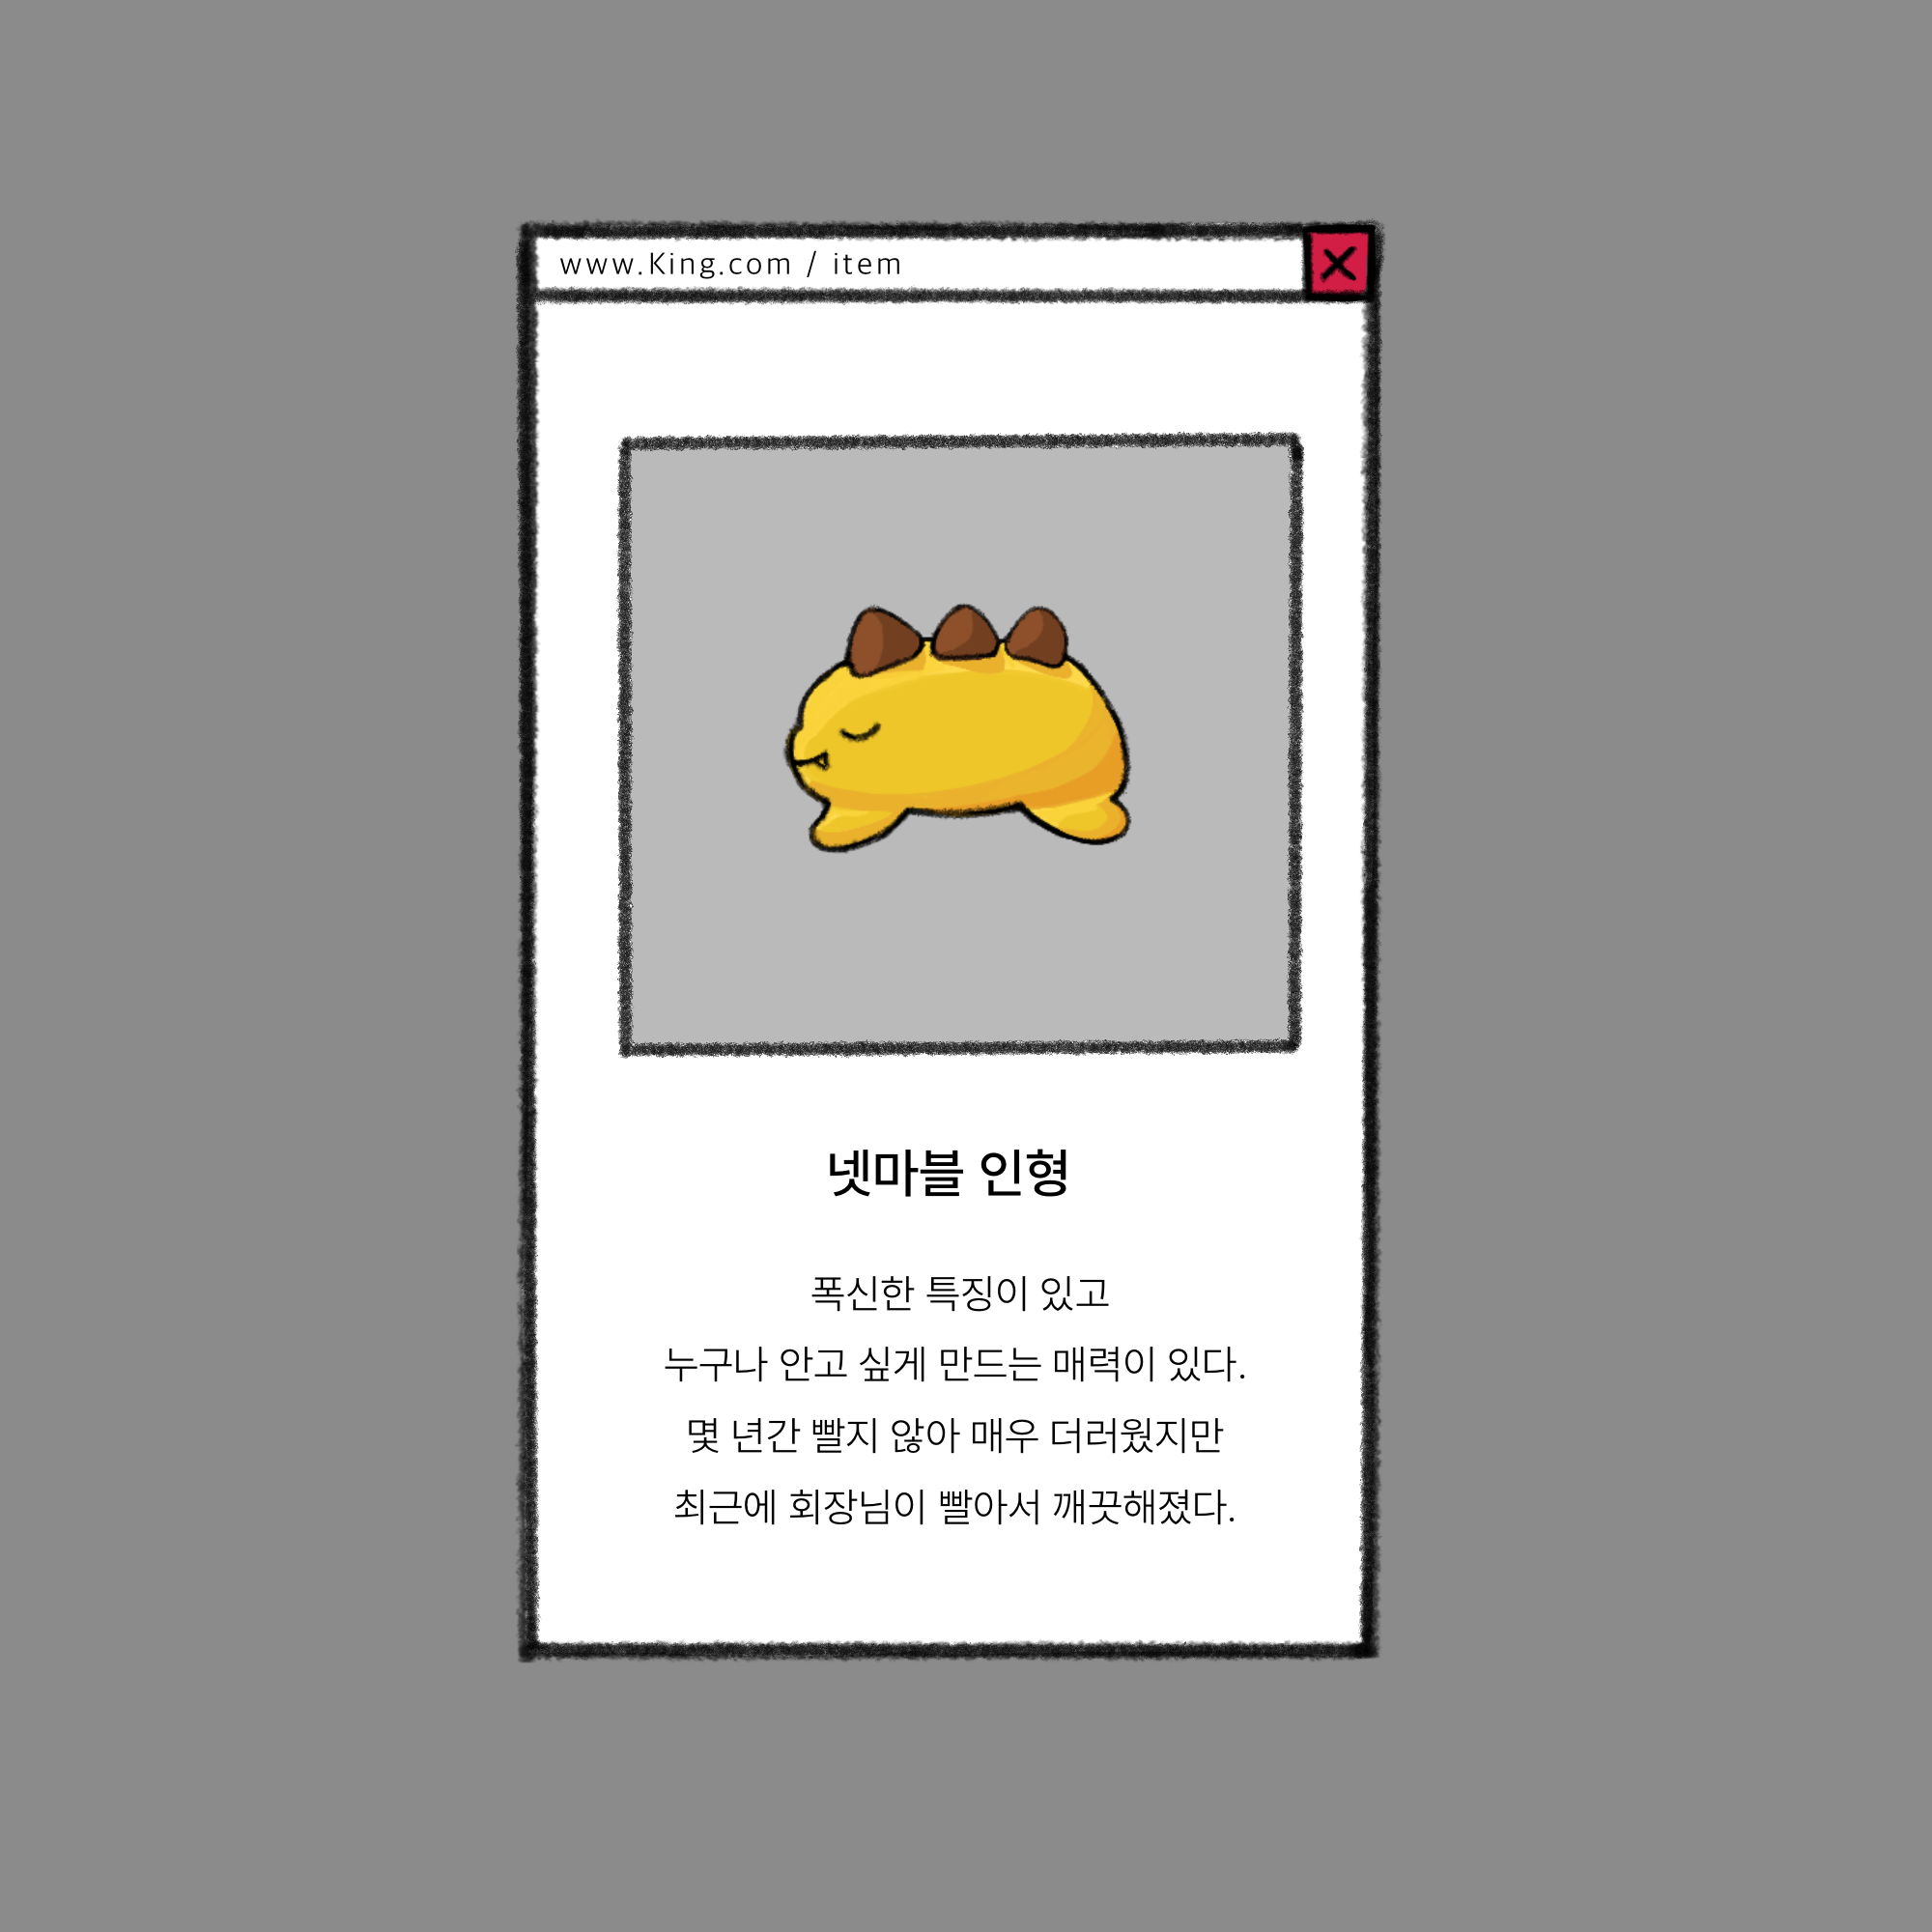 www.King.com / item
넷마블 인형
폭신한 특징이 있고
누구나 안고 싶게 만드는 매력이 있다.
몇 년간 빨지 않아 매우 더러웠지만
최근에 회장님이 빨아서 깨끗해졌다.